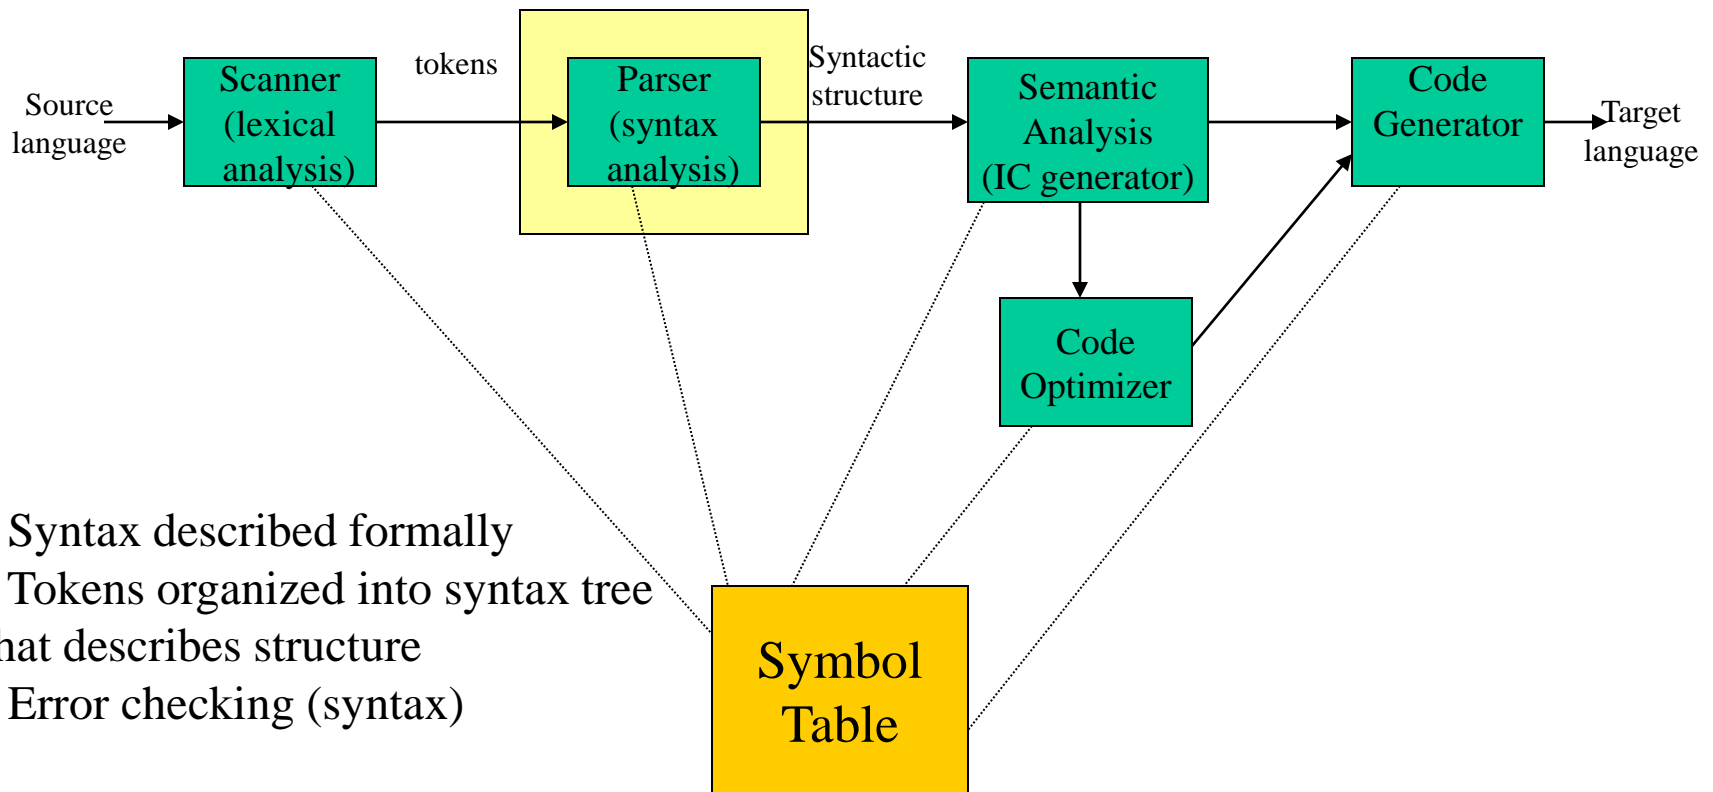 Source
language
Scanner
(lexical
analysis)
tokens
Parser
(syntax
analysis)
Syntactic
structure
Semantic
Analysis
(IC generator)
Code
Generator
Target
language
Code
Optimizer
Syntax described formally
Tokens organized into syntax tree
hat describes structure
Error checking (syntax)
Symbol
Table